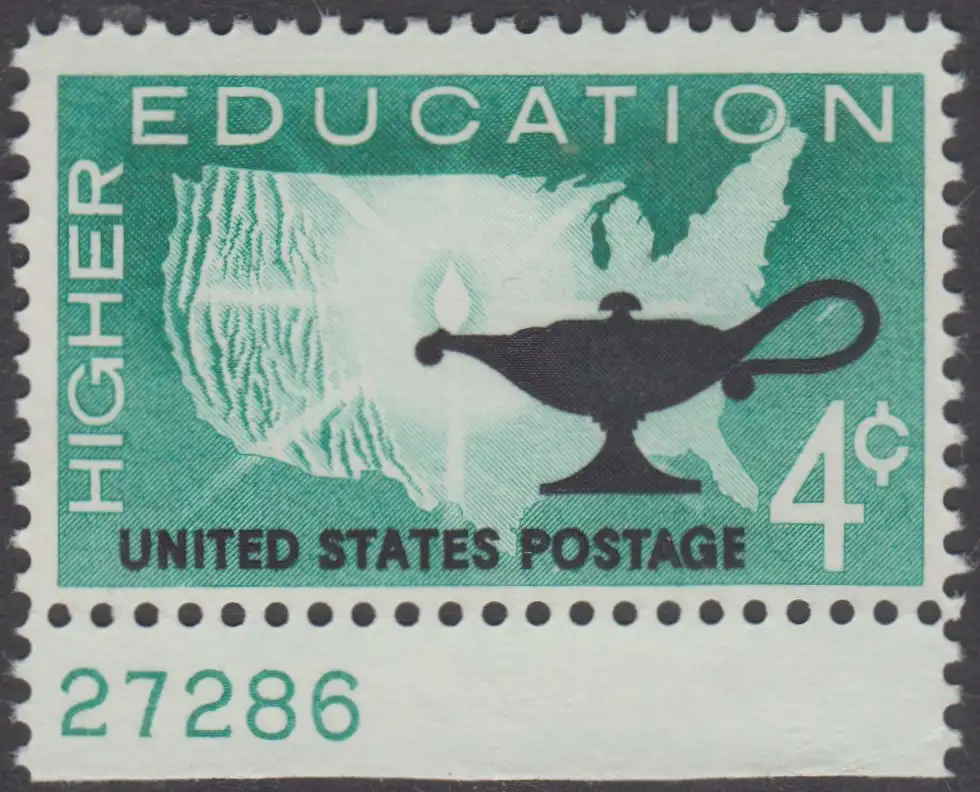 HIGHER
EDUCATION
4¢
UNITED STATES POSTAGE
27286